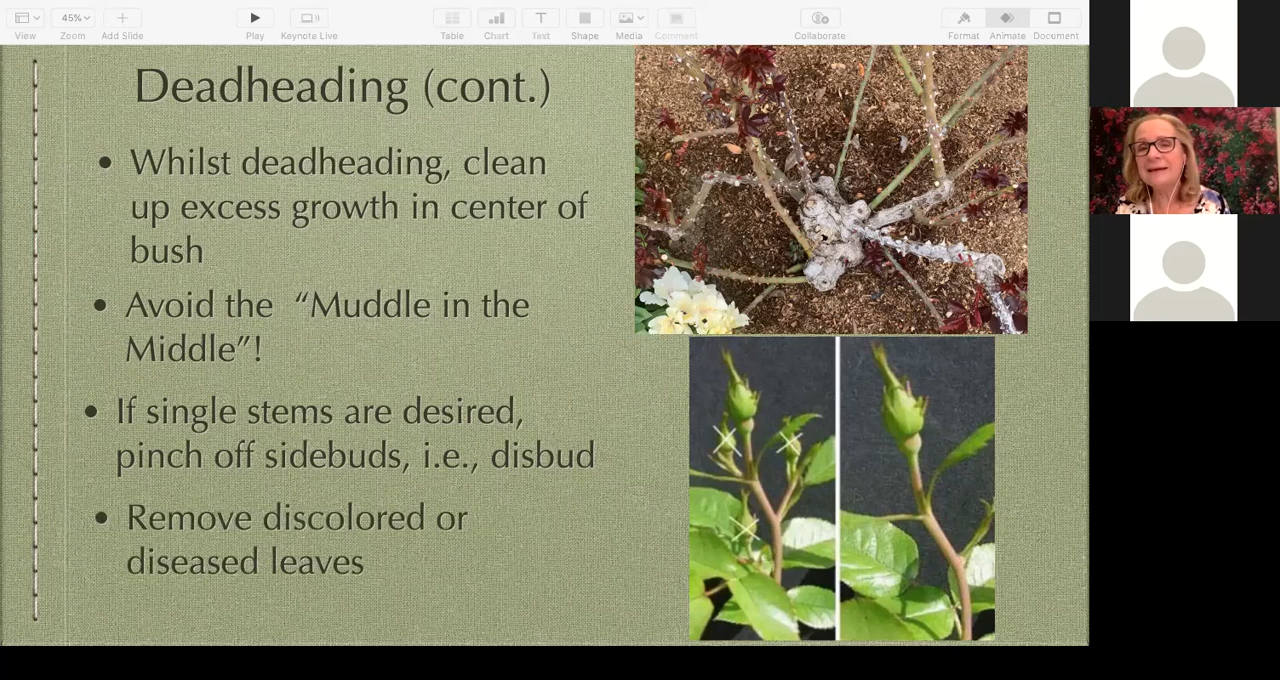 45%
View
Zoom
Add Slide
Play
Keynote Live
Table
Chart
Text
Shape
Media
Comment
Collaborate
Format
Animate
Document
Deadheading (cont.)
• Whilst deadheading, clean
up excess growth in center of
bush
• Avoid the “Muddle in the
Middle”!
• If single stems are desired,
pinch off sidebuds, i.e., disbud
• Remove discolored or
diseased leaves